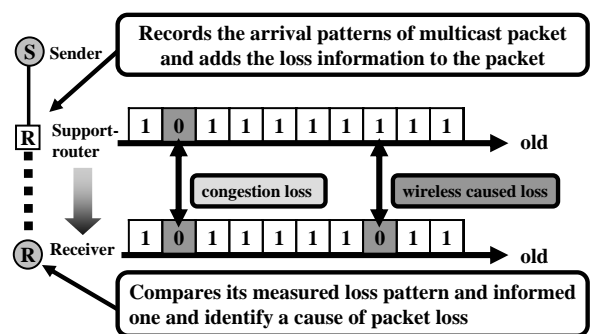 Records the arrival patterns of multicast packet
and adds the loss information to the packet
S Sender
R Support-
router
1 0 1 1 1 1 1 1 1 1
old
congestion loss
wireless caused loss
R Receiver
1 0 1 1 1 1 1 0 1 1
old
Compares its measured loss pattern and informed
one and identify a cause of packet loss